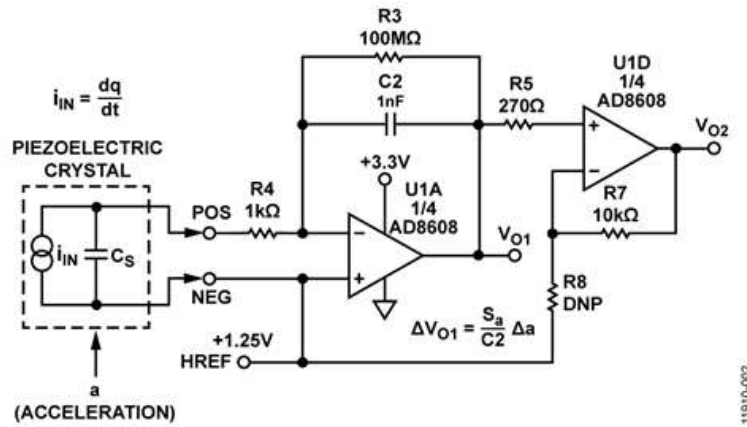 R3
100MΩ
C2
1nF
i_IN = dq/dt
PIEZOELECTRIC
CRYSTAL
i_IN
C_S
POS
NEG
R4
1kΩ
+3.3V
U1A
1/4
AD8608
V_O1
R5
270Ω
U1D
1/4
AD8608
V_O2
R7
10kΩ
R8
DNP
ΔV_O1 = S_a/C2 Δa
+1.25V
HREF
a
(ACCELERATION)
11910-002